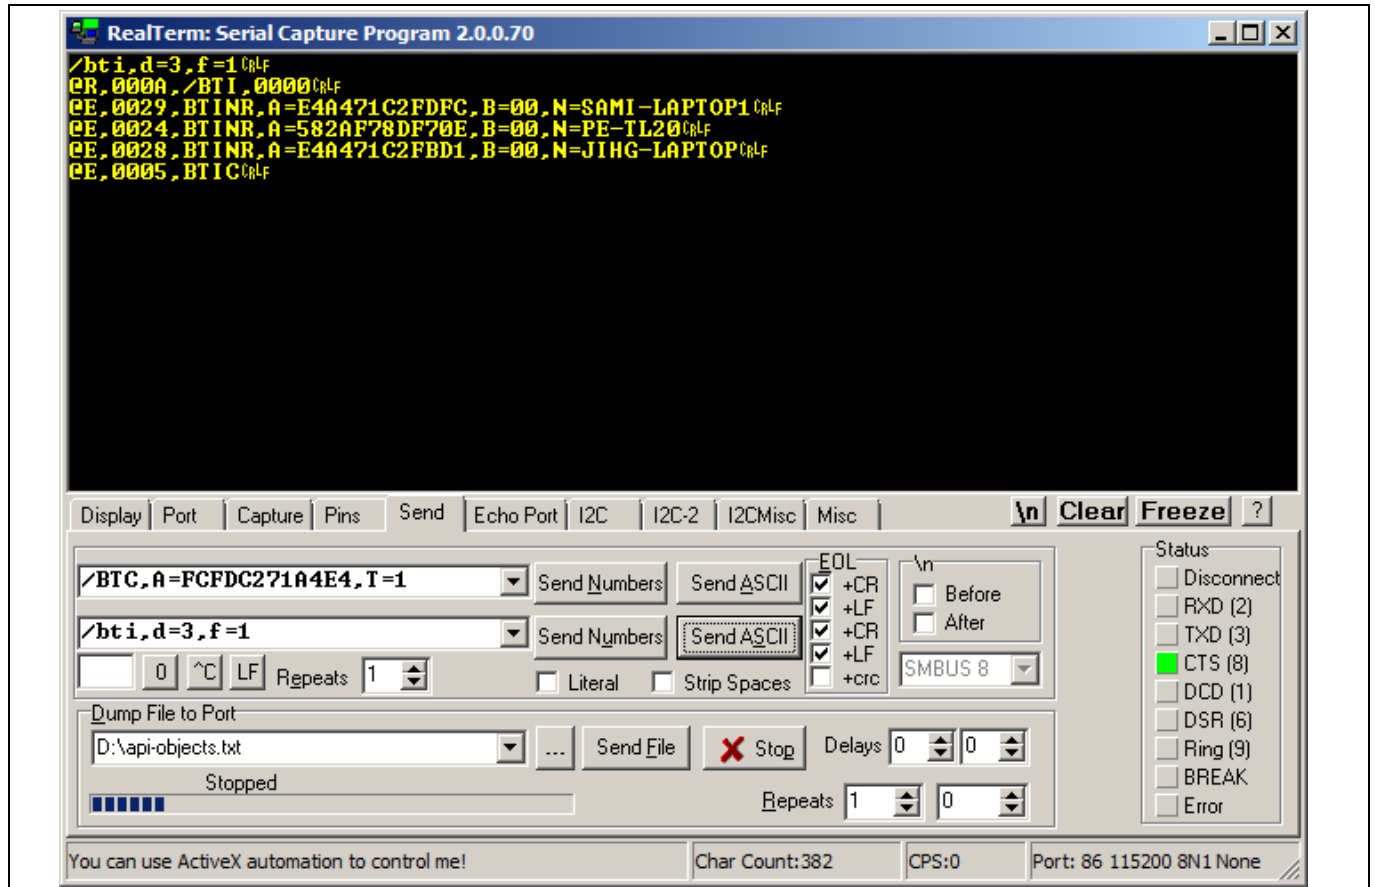 RealTerm: Serial Capture Program 2.0.0.70
/bti,d=3,f=1CRLF
@R,000A,/BTI,0000CRLF
@E,0029,BTINR,A=E4A471C2FDFC,B=00,N=SAMI-LAPTOP1CRLF
@E,0024,BTINR,A=582AF78DF70E,B=00,N=PE-TL20CRLF
@E,0028,BTINR,A=E4A471C2FBD1,B=00,N=JIHG-LAPTOPCRLF
@E,0005,BTICCRLF
Display Port Capture Pins Send Echo Port I2C I2C-2 I2CMisc Misc \n Clear Freeze ?
/BTC,A=FCFDC271A4E4,T=1 Send Numbers Send ASCII
/bti,d=3,f=1 Send Numbers Send ASCII
0 ^C LF Repeats 1 Literal Strip Spaces
EOL
+CR
+LF
+CR
+LF
+crc
\n
Before
After
SMBUS 8
Dump File to Port
D:\api-objects.txt ... Send File Stop Delays 0 0
Stopped
Repeats 1 0
Status
Disconnect
RXD (2)
TXD (3)
CTS (8)
DCD (1)
DSR (6)
Ring (9)
BREAK
Error
You can use ActiveX automation to control me! Char Count:382 CPS:0 Port: 86 115200 8N1 None